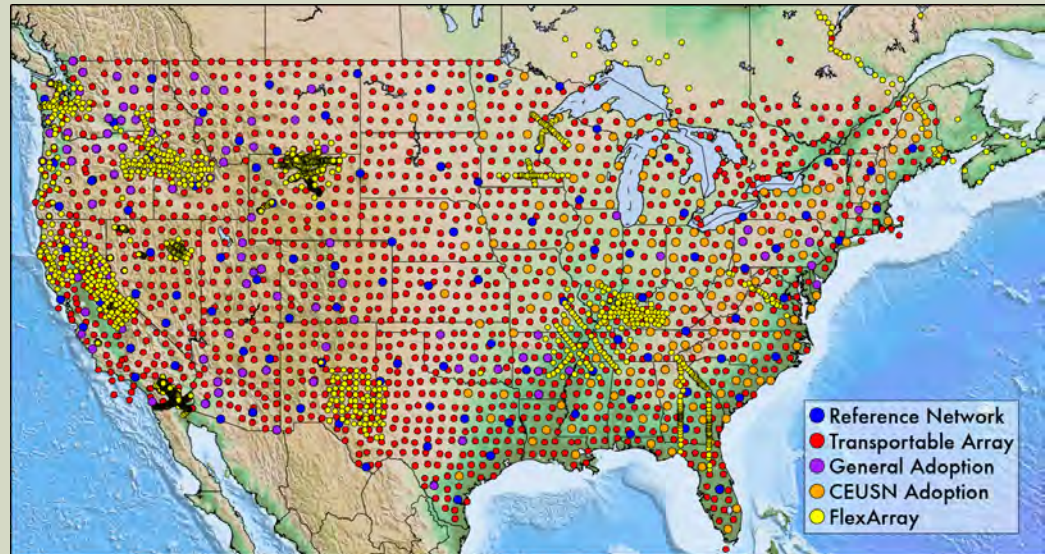 Reference Network
Transportable Array
General Adoption
CEUSN Adoption
FlexArray